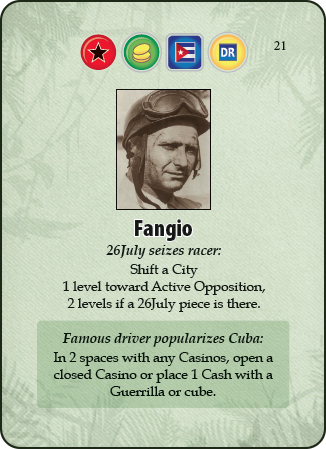 DR
21
Fangio
26July seizes racer:
Shift a City
1 level toward Active Opposition,
2 levels if a 26July piece is there.
Famous driver popularizes Cuba:
In 2 spaces with any Casinos, open a
closed Casino or place 1 Cash with a
Guerrilla or cube.